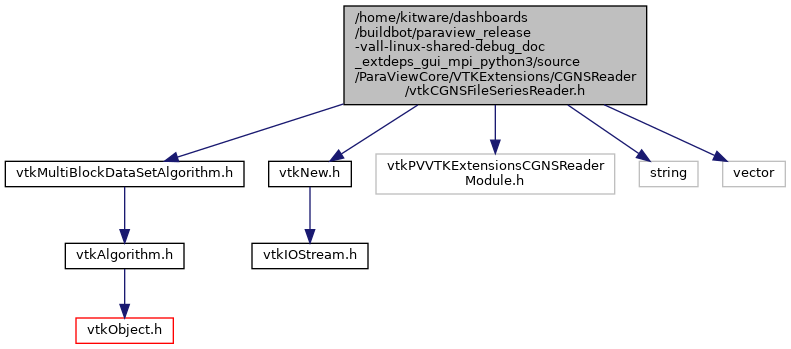 /home/kitware/dashboards
/buildbot/paraview_release
-vall-linux-shared-debug_doc
_extdeps_gui_mpi_python3/source
/ParaViewCore/VTKExtensions/CGNSReader
/vtkCGNSFileSeriesReader.h
vtkMultiBlockDataSetAlgorithm.h
vtkNew.h
vtkPVVTKExtensionsCGNSReader
Module.h
string
vector
vtkAlgorithm.h
vtkIOStream.h
vtkObject.h